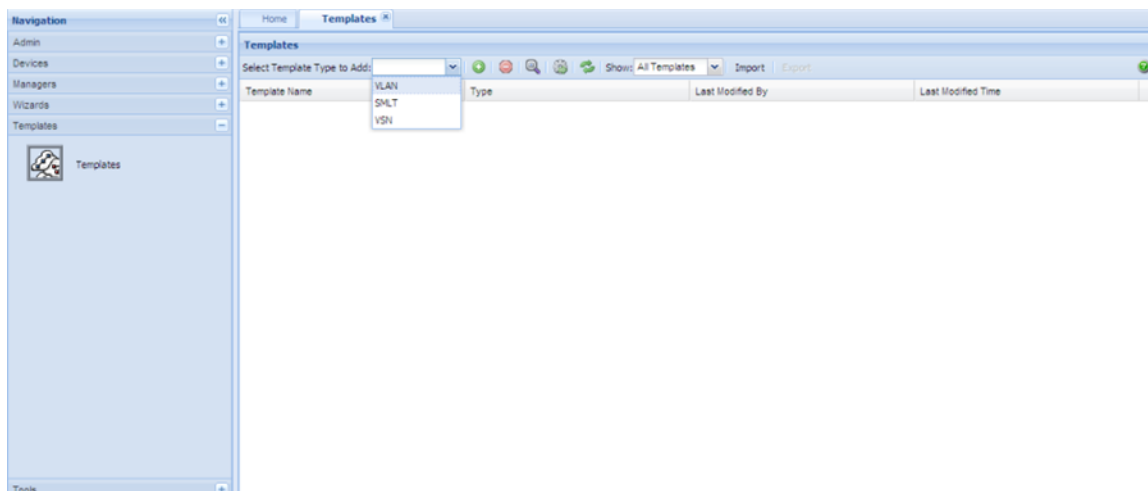 Navigation
Admin
Devices
Managers
Wizards
Templates
Templates
Tools
Home Templates
Templates
Select Template Type to Add: Show: All Templates Import Export
Template Name Type Last Modified By Last Modified Time
VLAN
SMLT
VSN